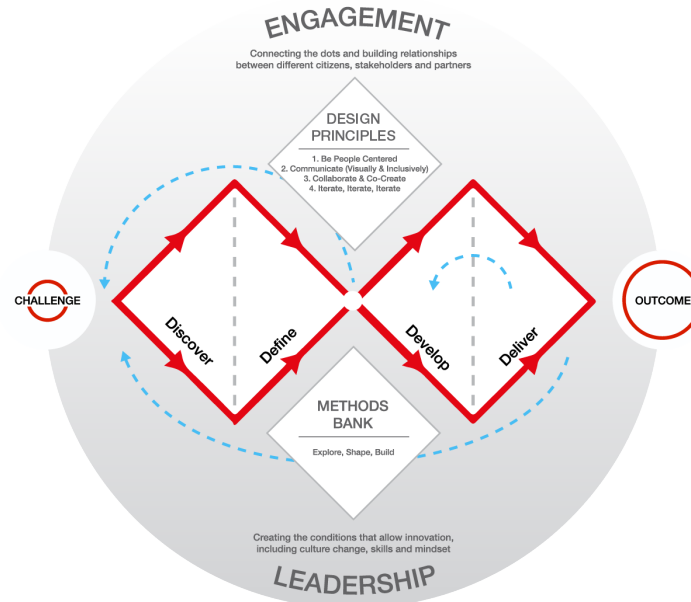 ENGAGEMENT
Connecting the dots and building relationships
between different citizens, stakeholders and partners
DESIGN
PRINCIPLES
1. Be People Centered
2. Communicate (Visually & Inclusively)
3. Collaborate & Co-Create
4. Iterate, Iterate, Iterate
CHALLENGE
OUTCOME
Discover
Define
Develop
Deliver
METHODS
BANK
Explore, Shape, Build
Creating the conditions that allow innovation,
including culture change, skills and mindset
LEADERSHIP